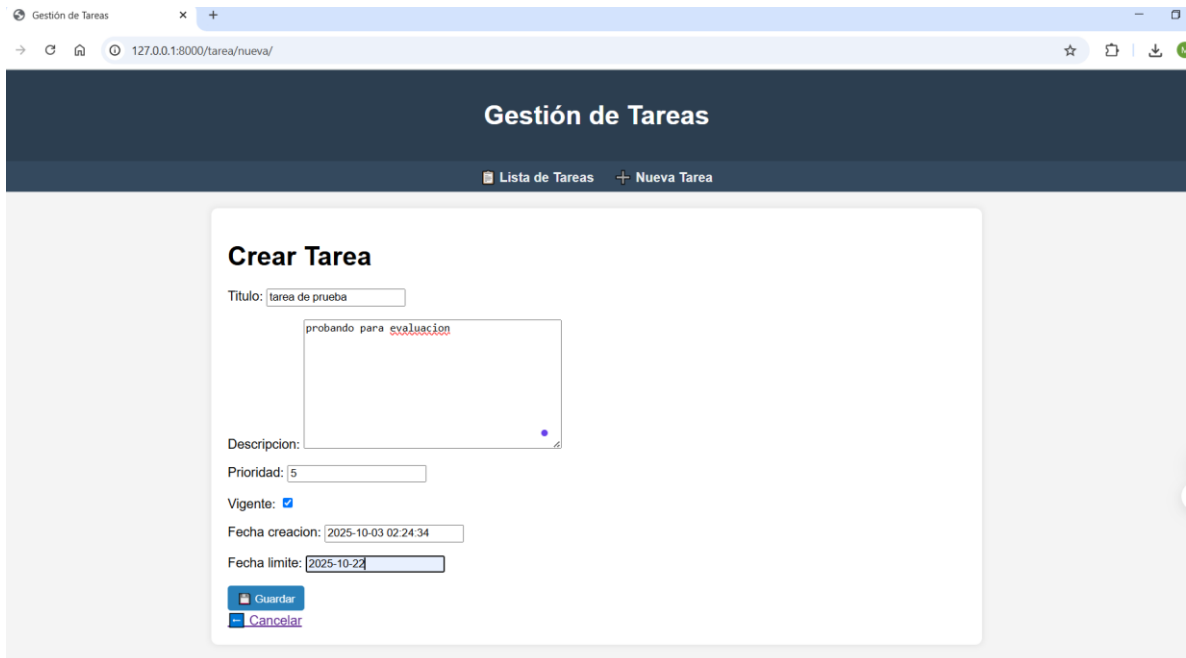 Gestión de Tareas
127.0.0.1:8000/tarea/nueva/
Gestión de Tareas
Lista de Tareas Nueva Tarea
Crear Tarea
Titulo: tarea de prueba
probando para evaluacion
Descripcion:
Prioridad: 5
Vigente:
Fecha creacion: 2025-10-03 02:24:34
Fecha limite: 2025-10-22
Guardar
Cancelar